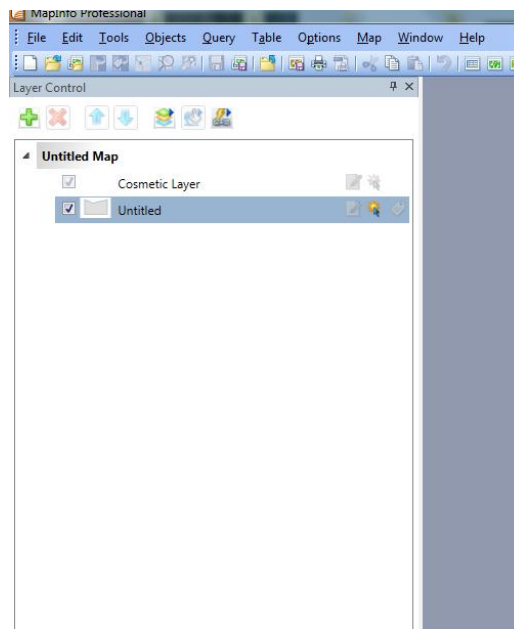 MapInfo Professional
File Edit Tools Objects Query Table Options Map Window Help
Layer Control
Untitled Map
Cosmetic Layer
Untitled